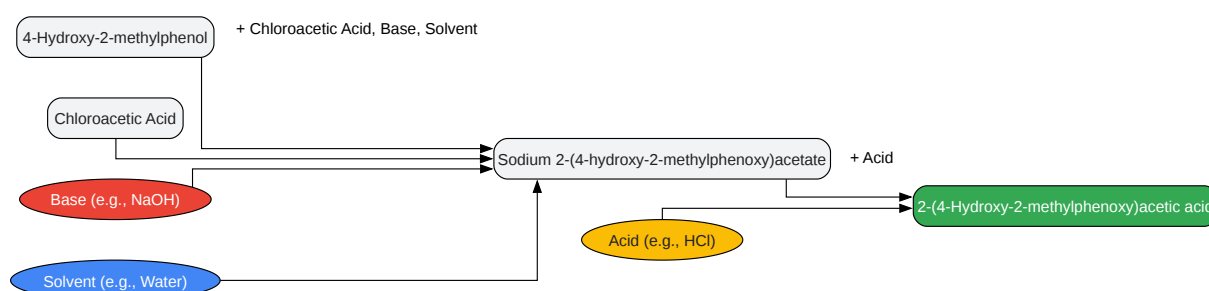 4-Hydroxy-2-methylphenol
+ Chloroacetic Acid, Base, Solvent
Chloroacetic Acid
Sodium 2-(4-hydroxy-2-methylphenoxy)acetate
+ Acid
Base (e.g., NaOH)
2-(4-Hydroxy-2-methylphenoxy)acetic acid
Acid (e.g., HCl)
Solvent (e.g., Water)